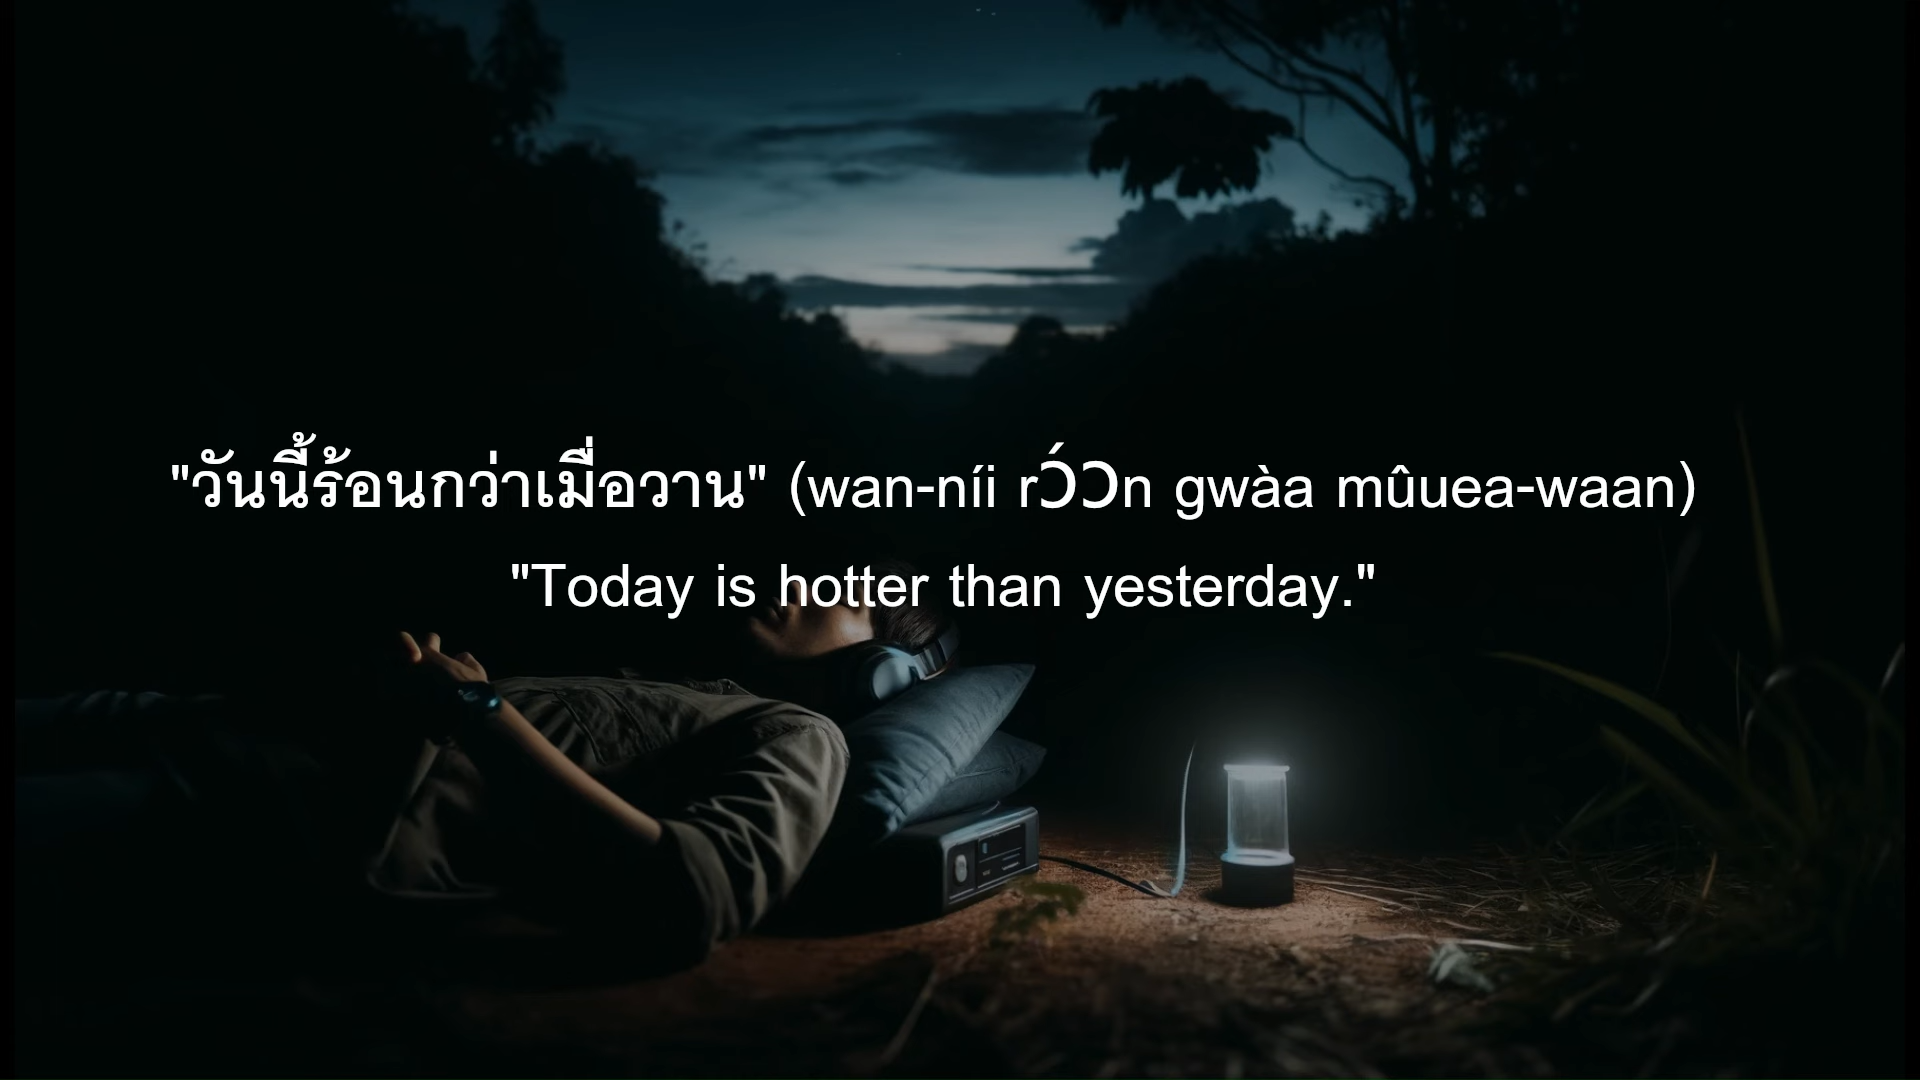 "วันนี้ร้อนกว่าเมื่อวาน" (wan-níi rɔ́ɔn gwàa mûuea-waan)
"Today is hotter than yesterday."